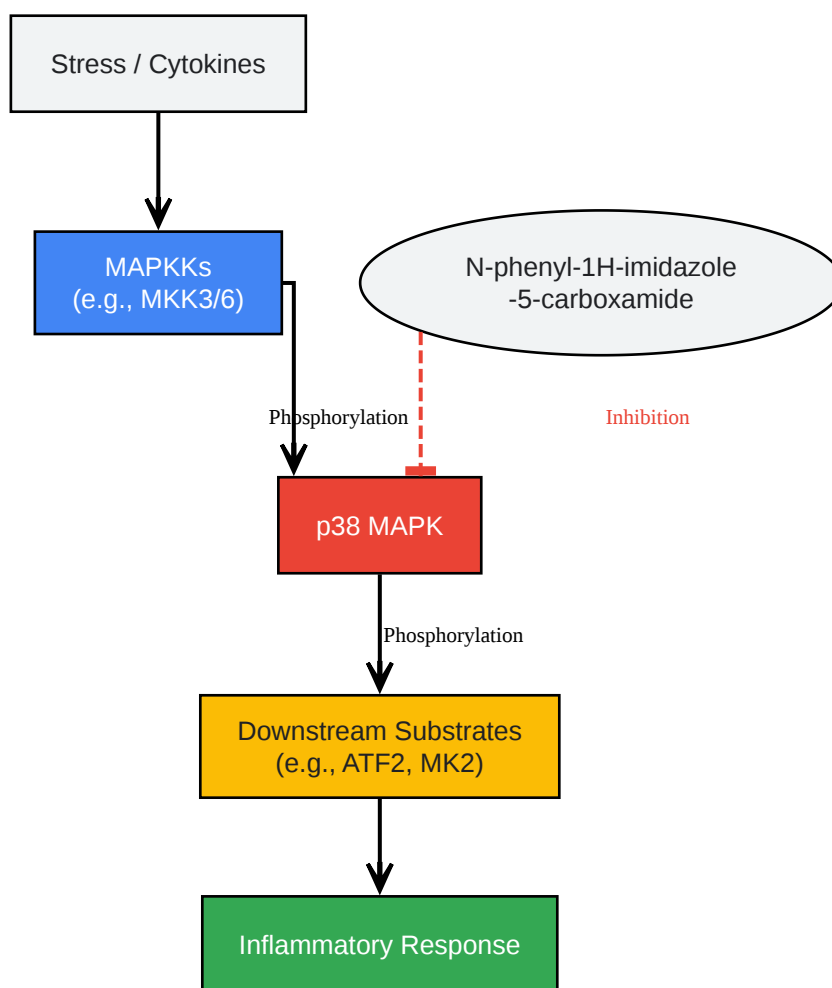 Stress / Cytokines
MAPKKs
(e.g., MKK3/6)
N-phenyl-1H-imidazole
-5-carboxamide
Phosphorylation
Inhibition
p38 MAPK
Phosphorylation
Downstream Substrates
(e.g., ATF2, MK2)
Inflammatory Response